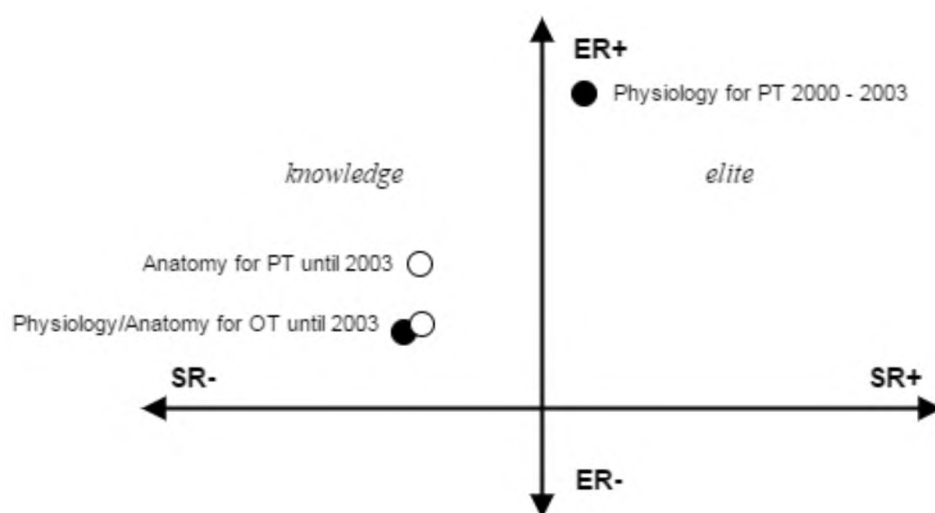 ER+
Physiology for PT 2000 - 2003
knowledge
elite
Anatomy for PT until 2003
Physiology/Anatomy for OT until 2003
SR-
SR+
ER-